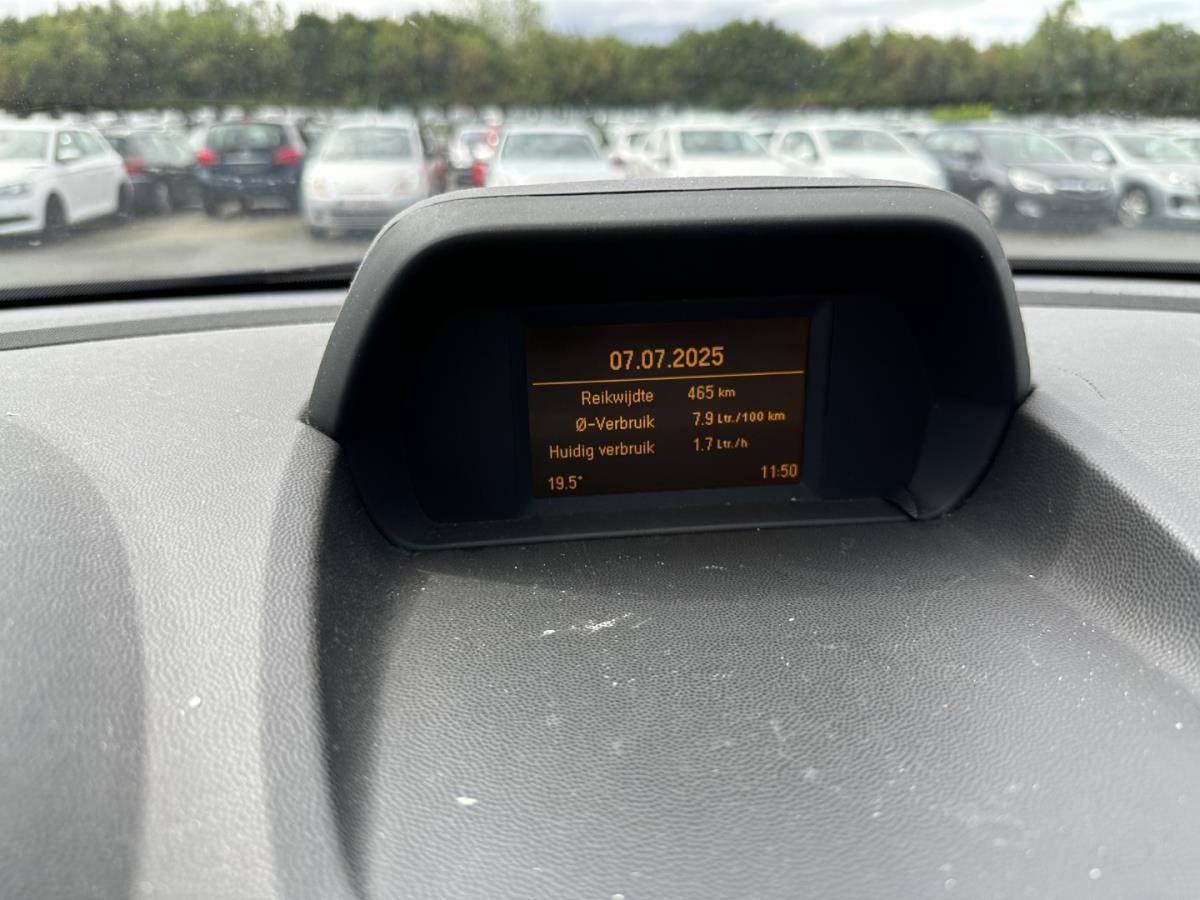 07.07.2025
Reikwijdte 465 km
Ø-Verbruik 7.9 Ltr./100 km
Huidig verbruik 1.7 Ltr./h
19.5° 11:50